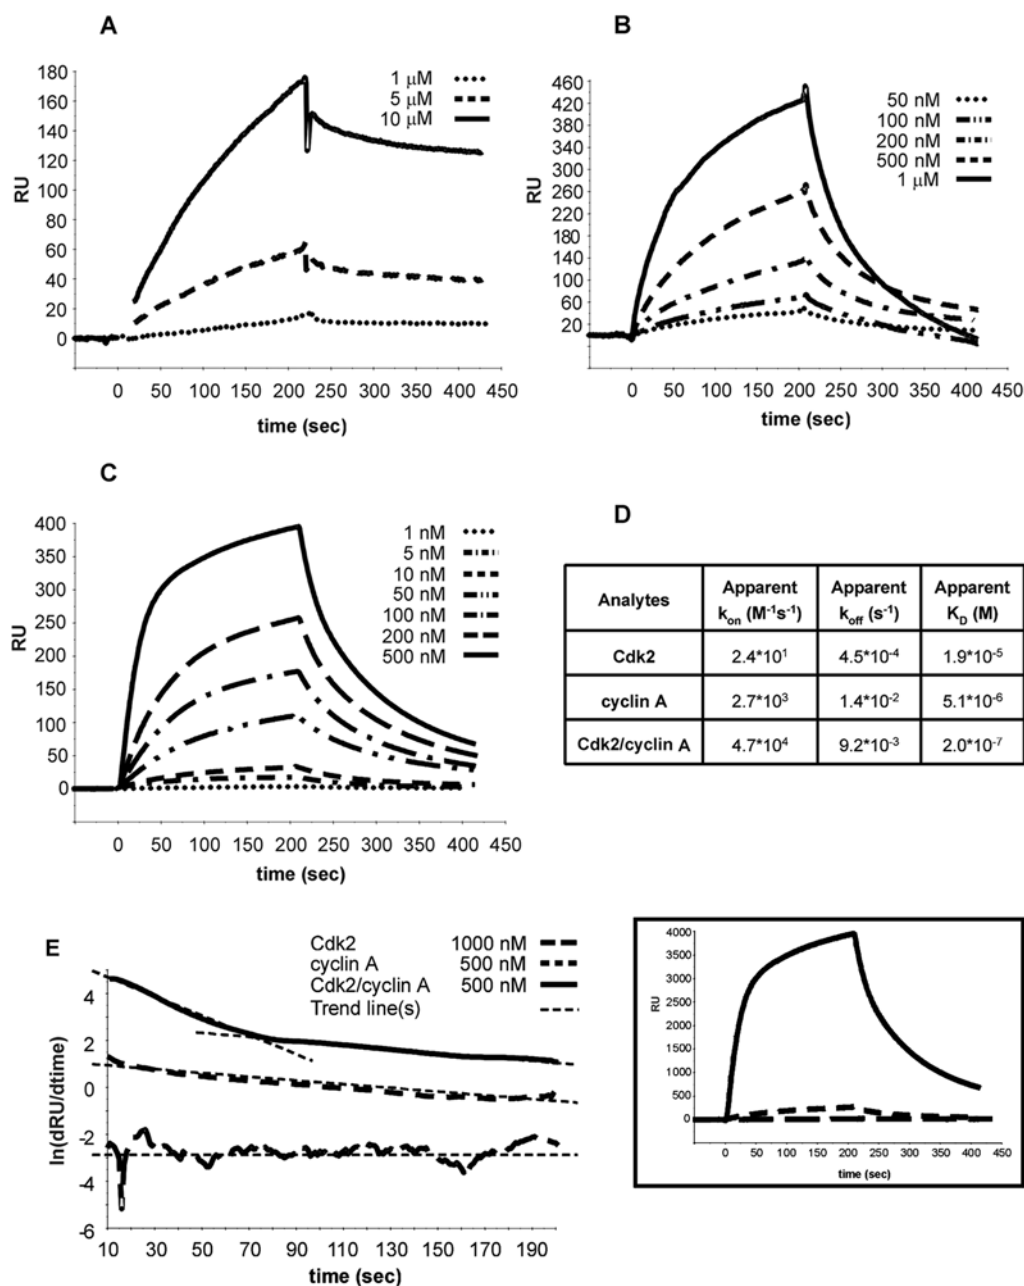 A
180
160
140
120
100
80
60
40
20
0
RU
1 μM
5 μM
10 μM
0 50 100 150 200 250 300 350 400 450
time (sec)
B
460
420
380
340
300
260
220
180
140
100
60
20
RU
50 nM
100 nM
200 nM
500 nM
1 μM
0 50 100 150 200 250 300 350 400 450
time (sec)
C
400
350
300
250
200
150
100
50
0
RU
1 nM
5 nM
10 nM
50 nM
100 nM
200 nM
500 nM
0 50 100 150 200 250 300 350 400 450
time (sec)
D
Analytes Apparent kon (M-1s-1) Apparent koff (s-1) Apparent KD (M)
Cdk2 2.4*10¹ 4.5*10⁻⁴ 1.9*10⁻⁵
cyclin A 2.7*10³ 1.4*10⁻² 5.1*10⁻⁶
Cdk2/cyclin A 4.7*10⁴ 9.2*10⁻³ 2.0*10⁻⁷
E
Cdk2 1000 nM
cyclin A 500 nM
Cdk2/cyclin A 500 nM
Trend line(s)
4
2
0
-2
-4
-6
ln(dRU/dtime)
10 30 50 70 90 110 130 150 170 190
time (sec)
4000
3500
3000
2500
2000
1500
1000
500
0
RU
0 50 100 150 200 250 300 350 400 450
time (sec)